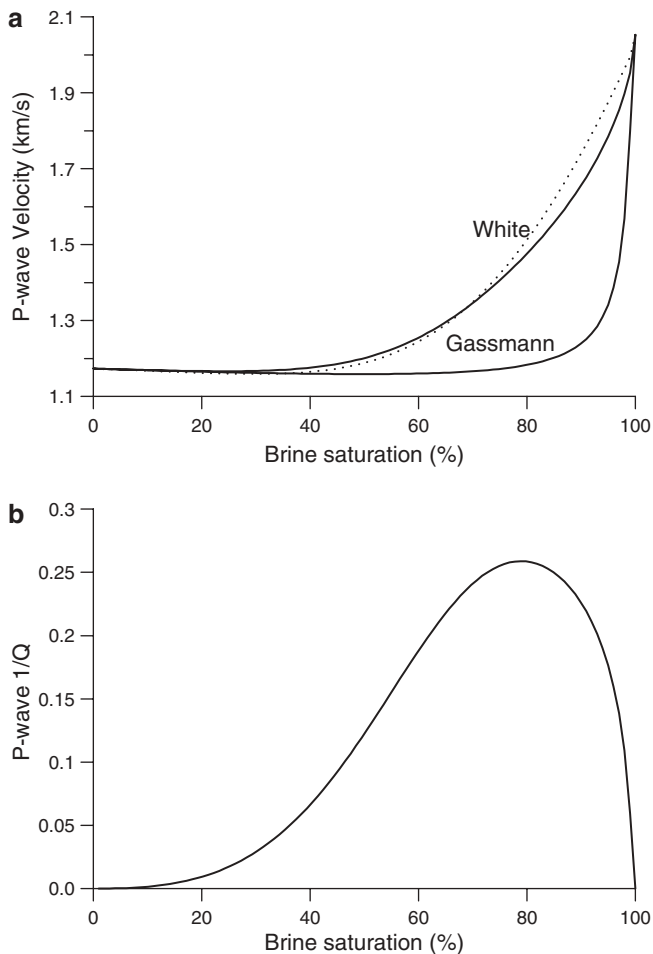 a
P-wave Velocity (km/s)
2.1
1.9
1.7
1.5
1.3
1.1
White
Gassmann
0 20 40 60 80 100
Brine saturation (%)
b
P-wave 1/Q
0.3
0.25
0.2
0.15
0.1
0.05
0.0
0 20 40 60 80 100
Brine saturation (%)